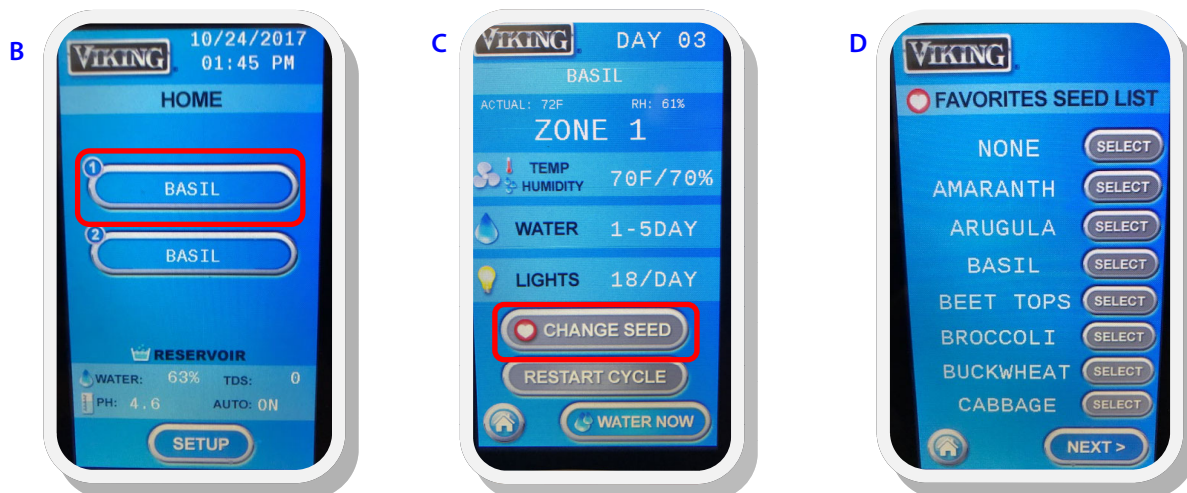 B
VIKING
10/24/2017
01:45 PM
HOME
1
BASIL
2
BASIL
RESERVOIR
WATER: 63% TDS: 0
PH: 4.6 AUTO: ON
SETUP
C
VIKING DAY 03
BASIL
ACTUAL: 72F RH: 61%
ZONE 1
TEMP
HUMIDITY 70F/70%
WATER 1-5DAY
LIGHTS 18/DAY
CHANGE SEED
RESTART CYCLE
WATER NOW
D
VIKING
FAVORITES SEED LIST
NONE SELECT
AMARANTH SELECT
ARUGULA SELECT
BASIL SELECT
BEET TOPS SELECT
BROCCOLI SELECT
BUCKWHEAT SELECT
CABBAGE SELECT
NEXT >